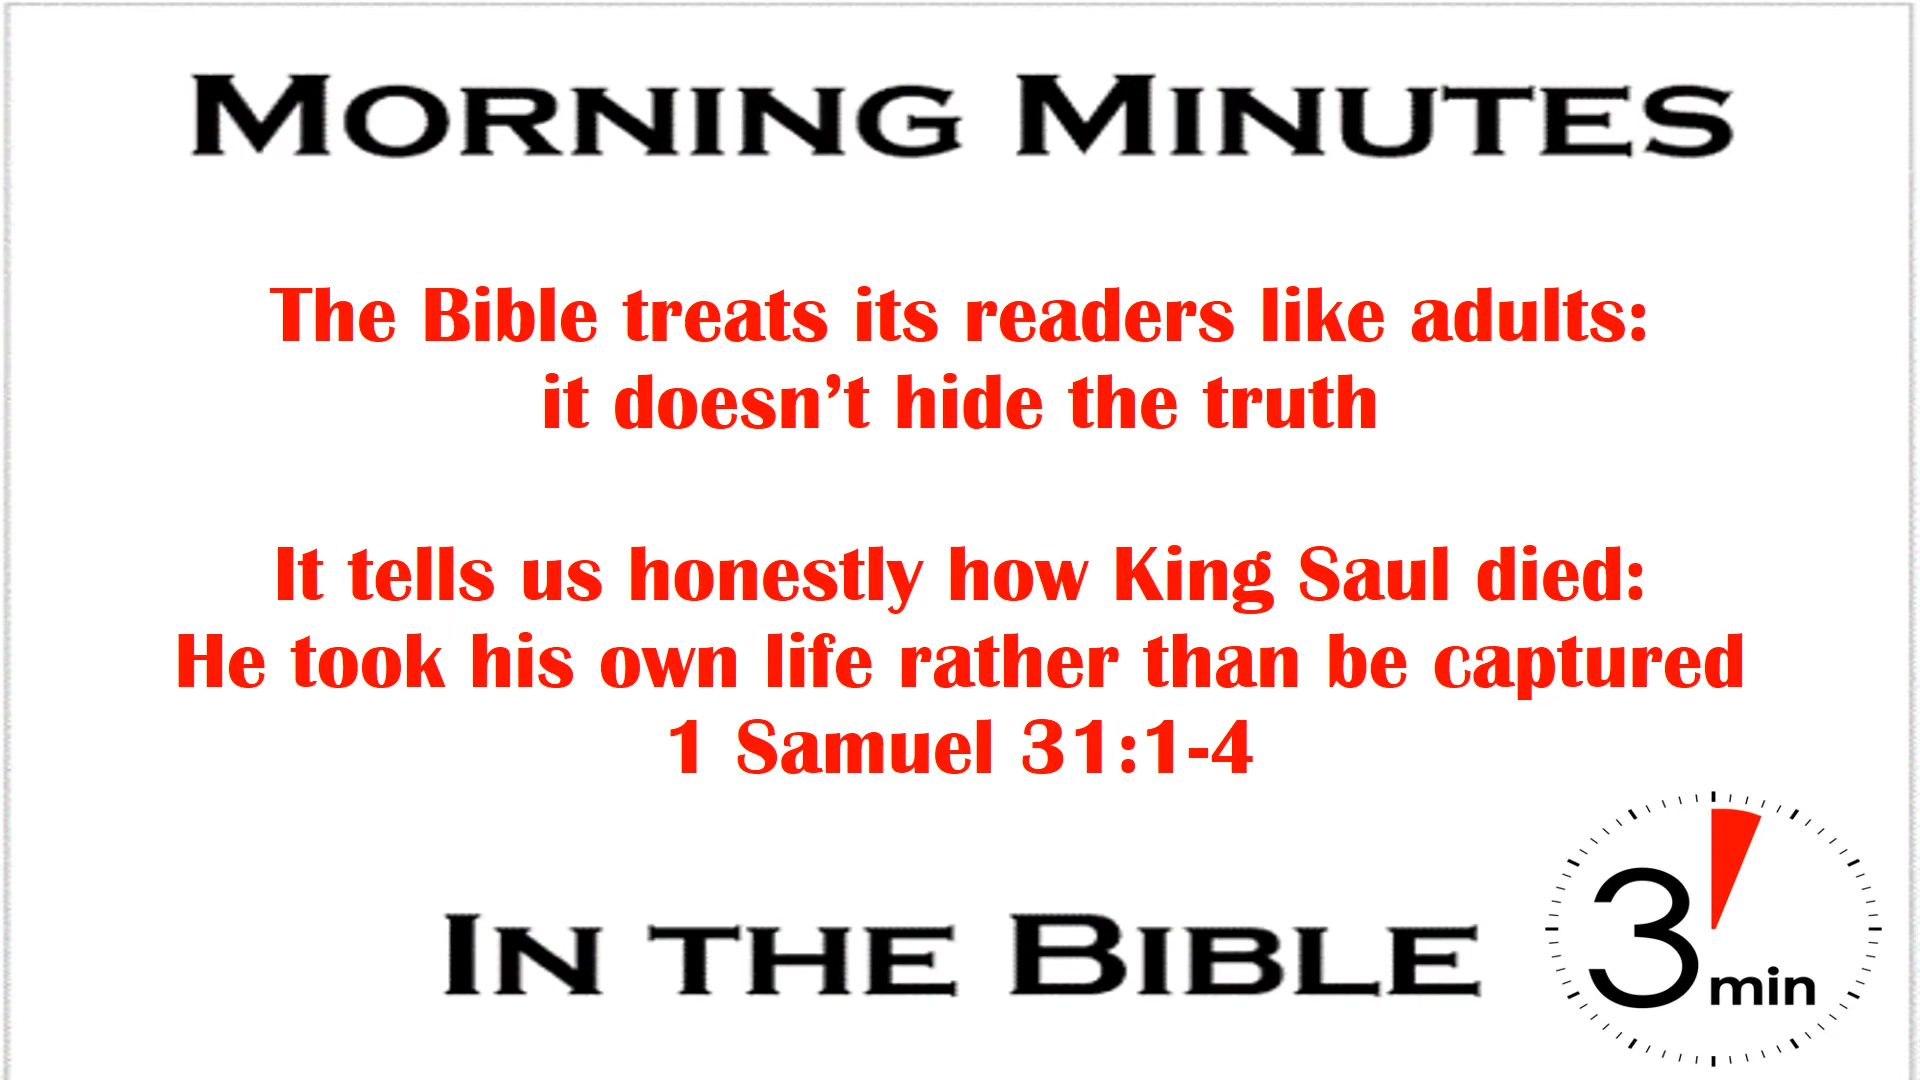 MORNING MINUTES
The Bible treats its readers like adults:
it doesn’t hide the truth
It tells us honestly how King Saul died:
He took his own life rather than be captured
1 Samuel 31:1-4
IN THE BIBLE
3 min